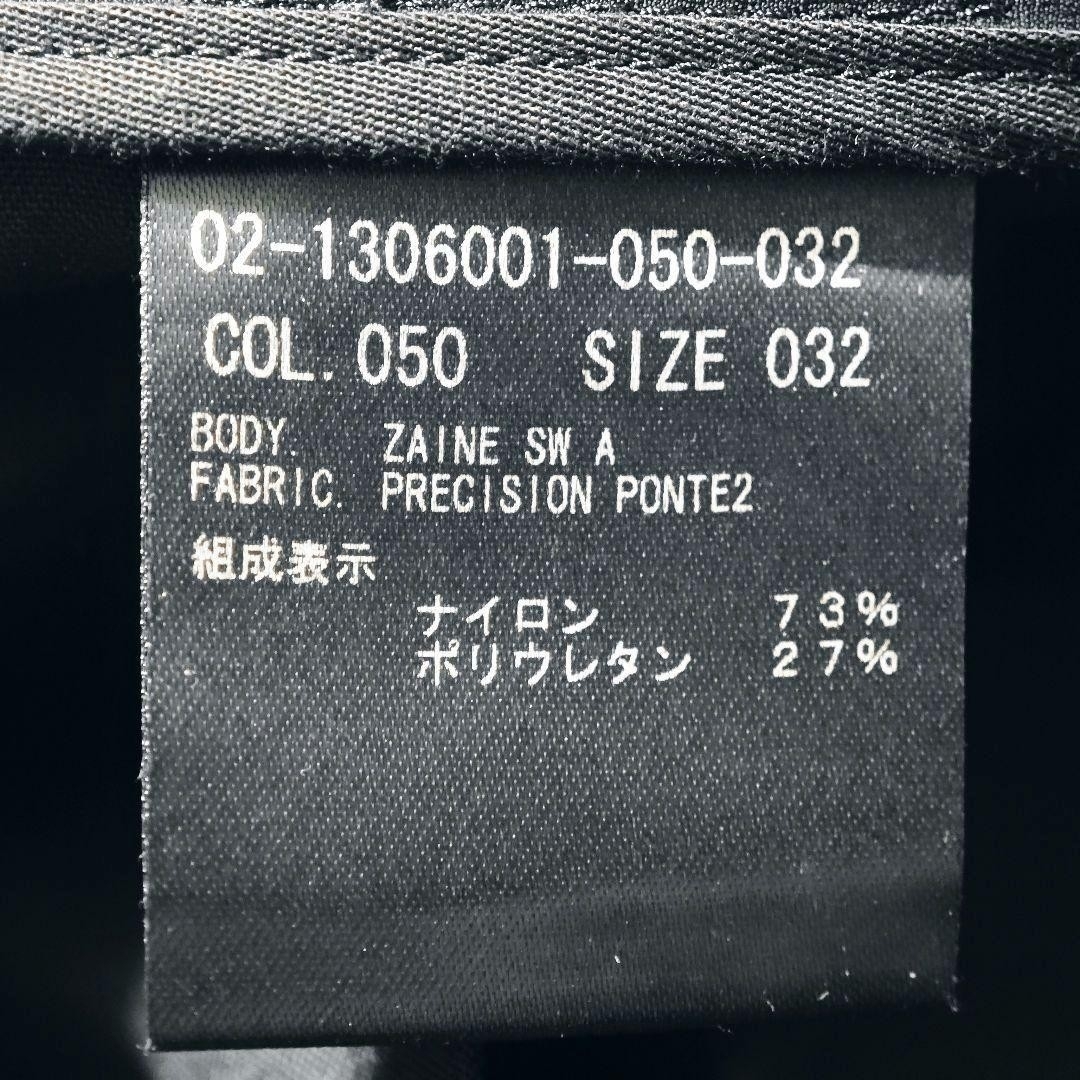 02-1306001-050-032
COL. 050 SIZE 032
BODY. ZAINE SW A
FABRIC. PRECISION PONTE2
組成表示
ナイロン 73%
ポリウレタン 27%